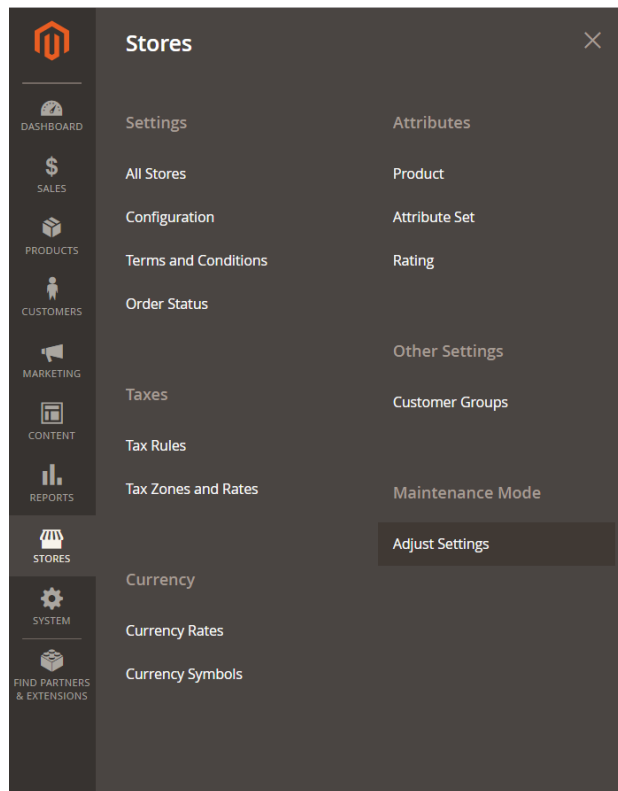 DASHBOARD
$
SALES
PRODUCTS
CUSTOMERS
MARKETING
CONTENT
REPORTS
STORES
SYSTEM
FIND PARTNERS
& EXTENSIONS
Stores
Settings
All Stores
Configuration
Terms and Conditions
Order Status
Taxes
Tax Rules
Tax Zones and Rates
Currency
Currency Rates
Currency Symbols
Attributes
Product
Attribute Set
Rating
Other Settings
Customer Groups
Maintenance Mode
Adjust Settings